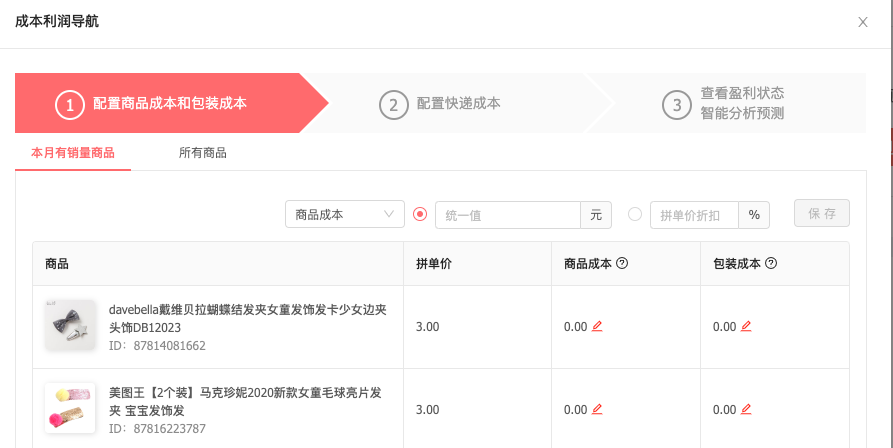 成本利润导航
1 配置商品成本和包装成本
2 配置快递成本
3 查看盈利状态
智能分析预测
本月有销量商品 所有商品
商品成本 统一值 元 拼单价折扣 % 保 存
商品 拼单价 商品成本 ? 包装成本 ?
davebella戴维贝拉蝴蝶结发夹女童发饰发卡少女边夹
头饰DB12023
ID：87814081662
3.00 0.00 0.00
美图王【2个装】马克珍妮2020新款女童毛球亮片发
夹 宝宝发饰发
ID：87816223787
3.00 0.00 0.00